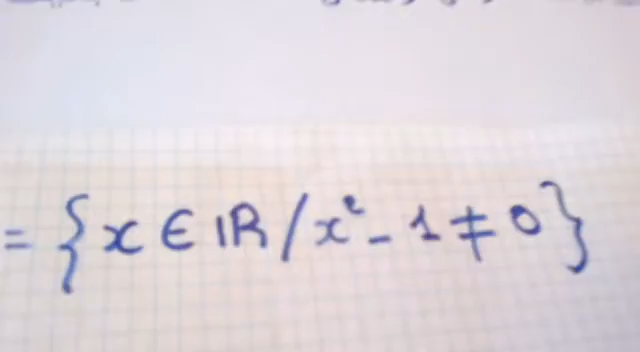 = {x ∈ ℝ / x² - 1 ≠ 0}